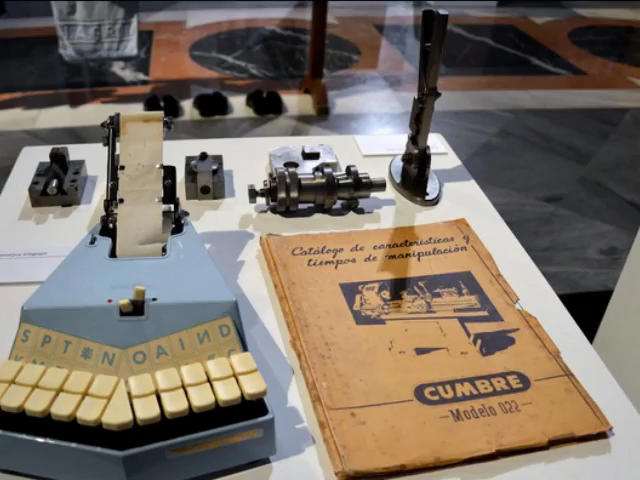 SPT*NOAIND
Catálogo de características y
tiempos de manipulación
CUMBRE
-Modelo 022-